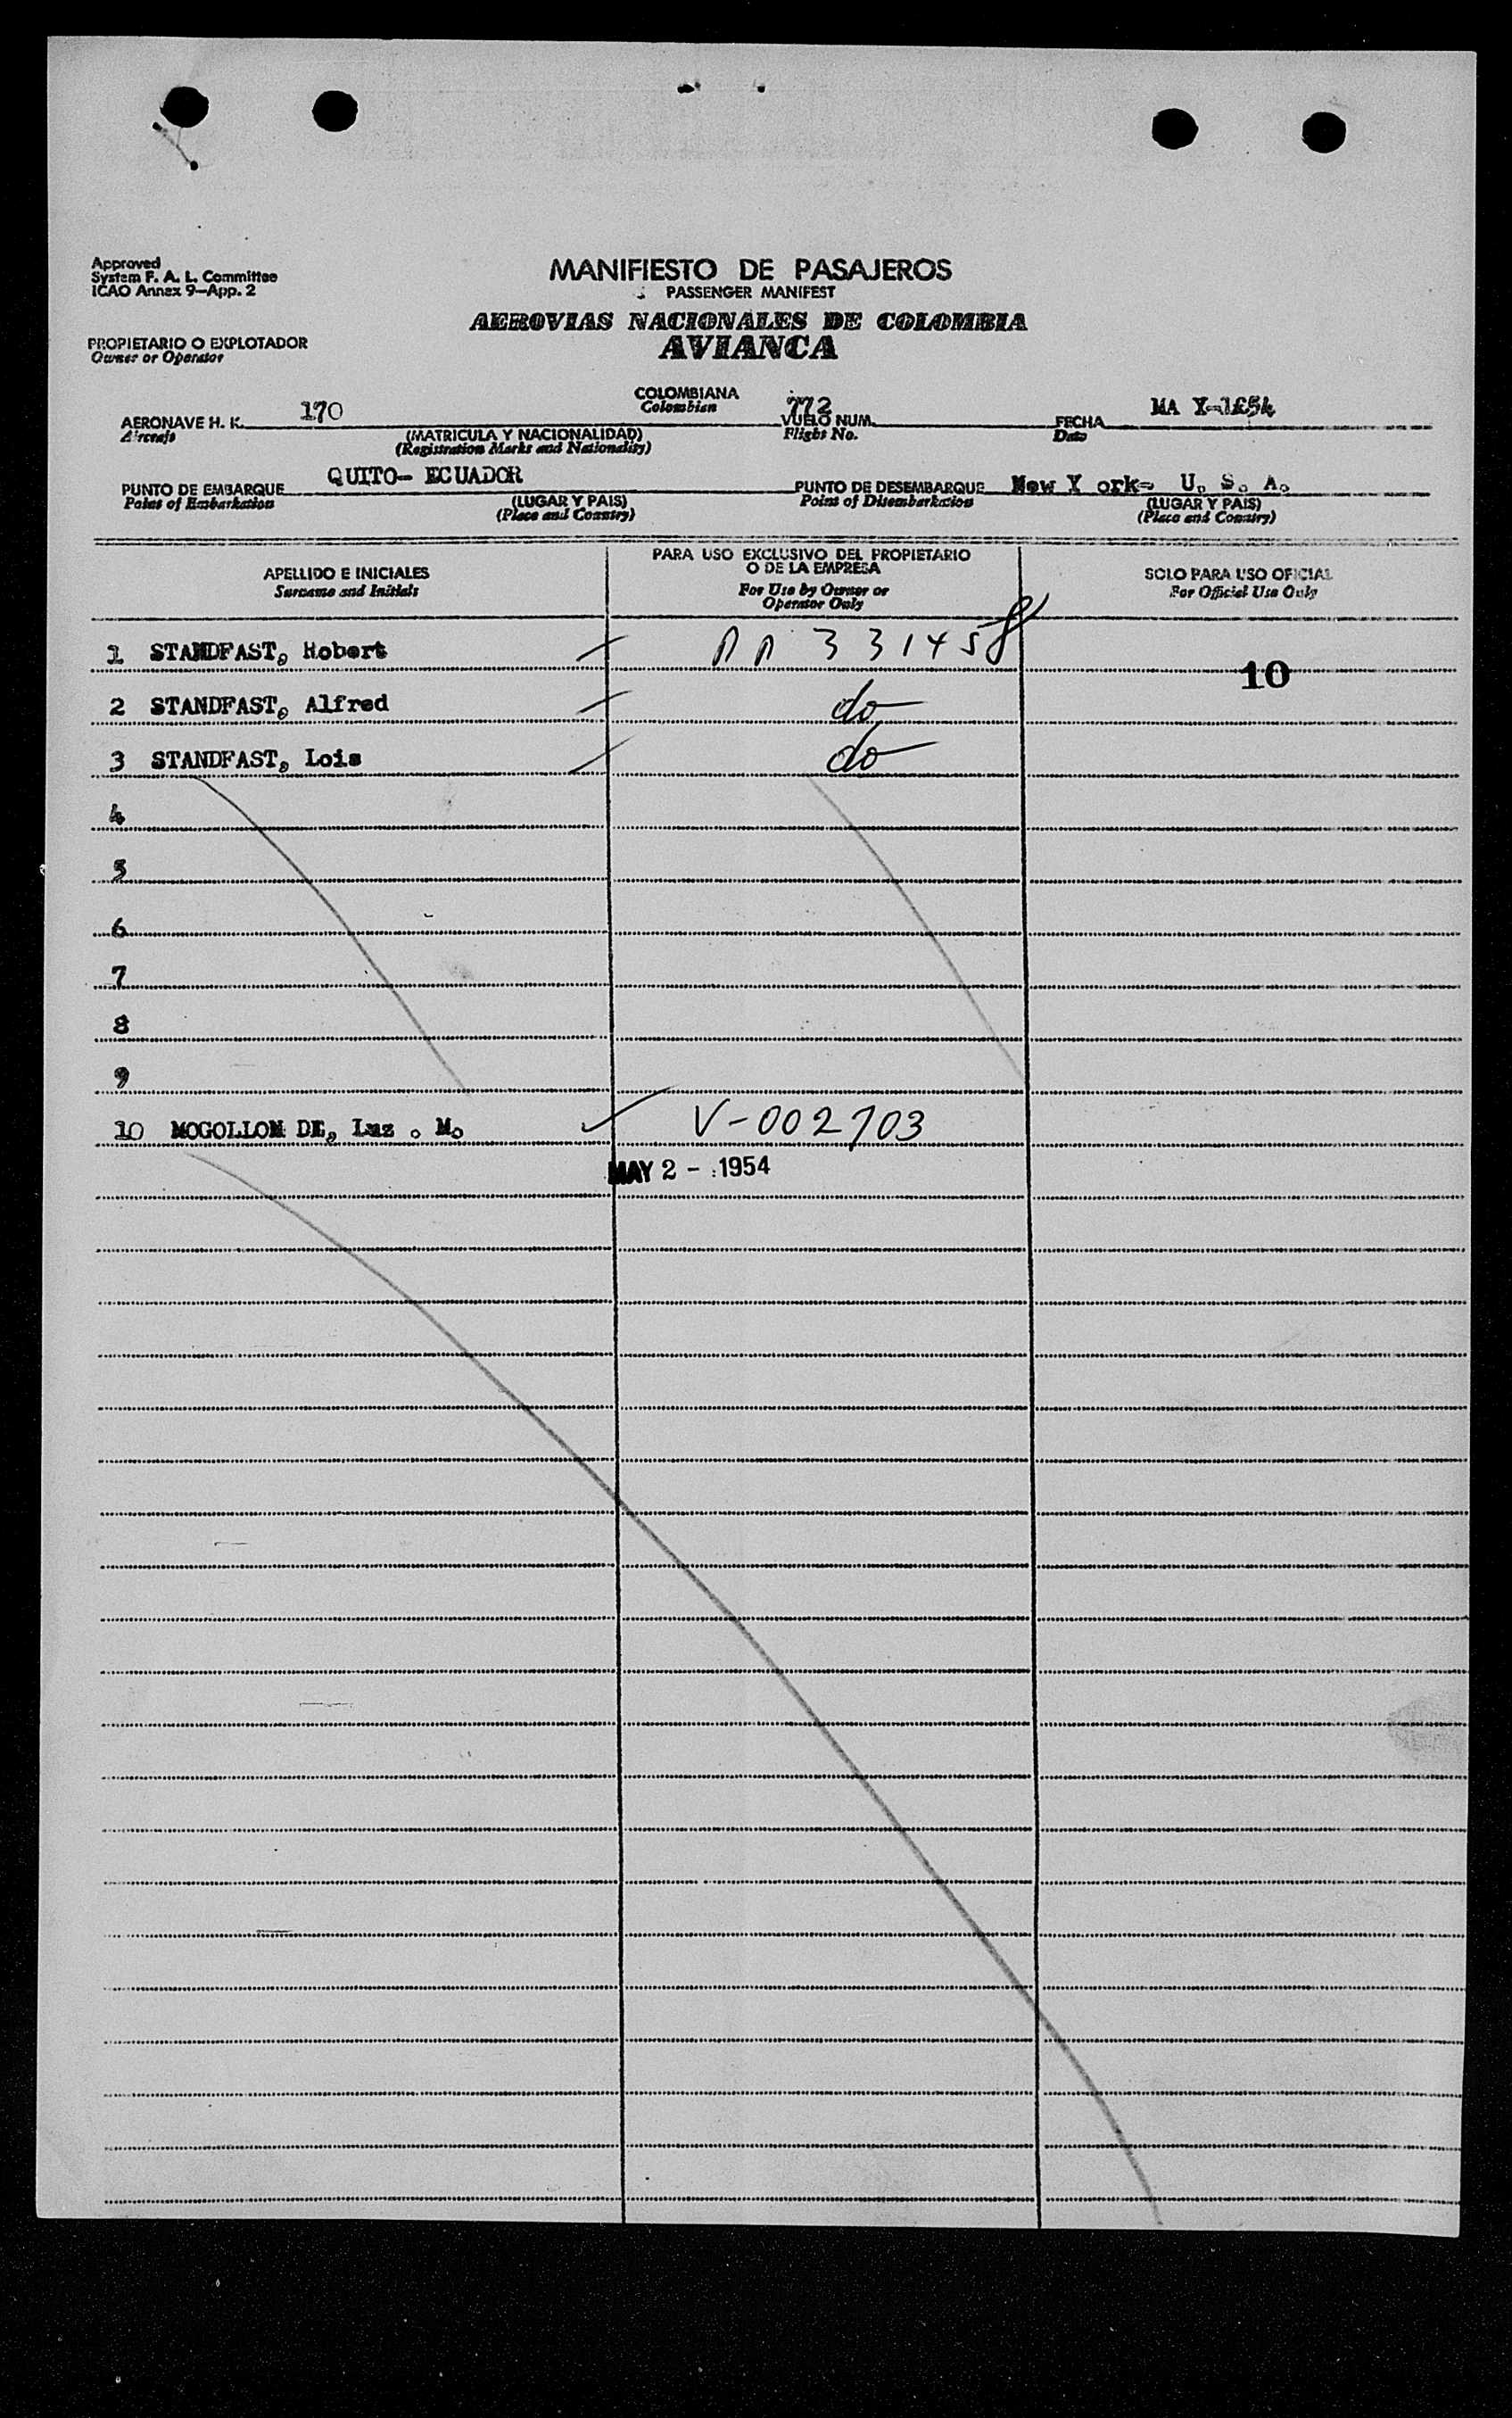 Approved
System F. A. L. Committee
ICAO Annex 9—App. 2
MANIFIESTO DE PASAJEROS
PASSENGER MANIFEST
AEROVIAS NACIONALES DE COLOMBIA
AVIANCA
PROPIETARIO O EXPLOTADOR
Owner or Operator
AERONAVE H. K. 170 COLOMBIANA 772 VUELO NUM. FECHA MA Y-1954
Aircraft (MATRICULA Y NACIONALIDAD) Colombian Flight No. Date
(Registration Marks and Nationality)
PUNTO DE EMBARQUE QUITO- ECUADOR PUNTO DE DESEMBARQUE New Y ork- U. S. A.
Point of Embarkation (LUGAR Y PAIS) Point of Disembarkation (LUGAR Y PAIS)
(Place and Country) (Place and Country)
APELLIDO E INICIALES
Surname and Initials
PARA USO EXCLUSIVO DEL PROPIETARIO
O DE LA EMPRESA
For Use by Owner or
Operator Only
SOLO PARA USO OFICIAL
For Official Use Only
1 STANDFAST, Robert 331458
10
2 STANDFAST, Alfred do
3 STANDFAST, Lois do
4
5
6
7
8
9
10 MOGOLLON DE, Luz . M. V-002703
MAY 2 - 1954